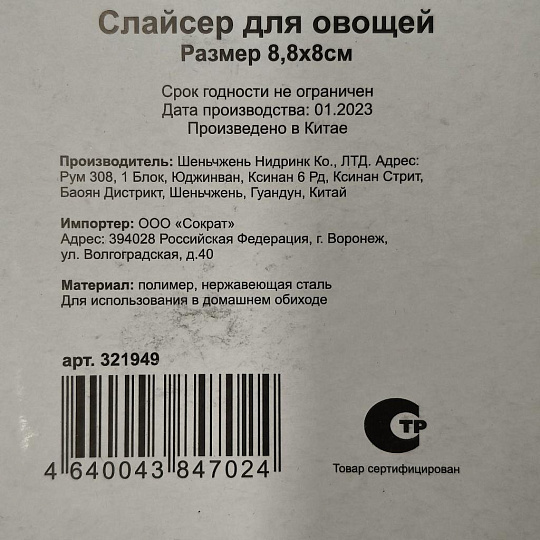 Слайсер для овощей
Размер 8,8х8см
Срок годности не ограничен
Дата производства: 01.2023
Произведено в Китае
Производитель: Шеньчжень Нидринк Ко., ЛТД. Адрес:
Рум 308, 1 Блок, Юджинван, Ксинан 6 Рд, Ксинан Стрит,
Баоян Дистрикт, Шеньчжень, Гуандун, Китай
Импортер: ООО «Сократ»
Адрес: 394028 Российская Федерация, г. Воронеж,
ул. Волгоградская, д.40
Материал: полимер, нержавеющая сталь
Для использования в домашнем обиходе
арт. 321949
4 640043 847024
СТР
Товар сертифицирован